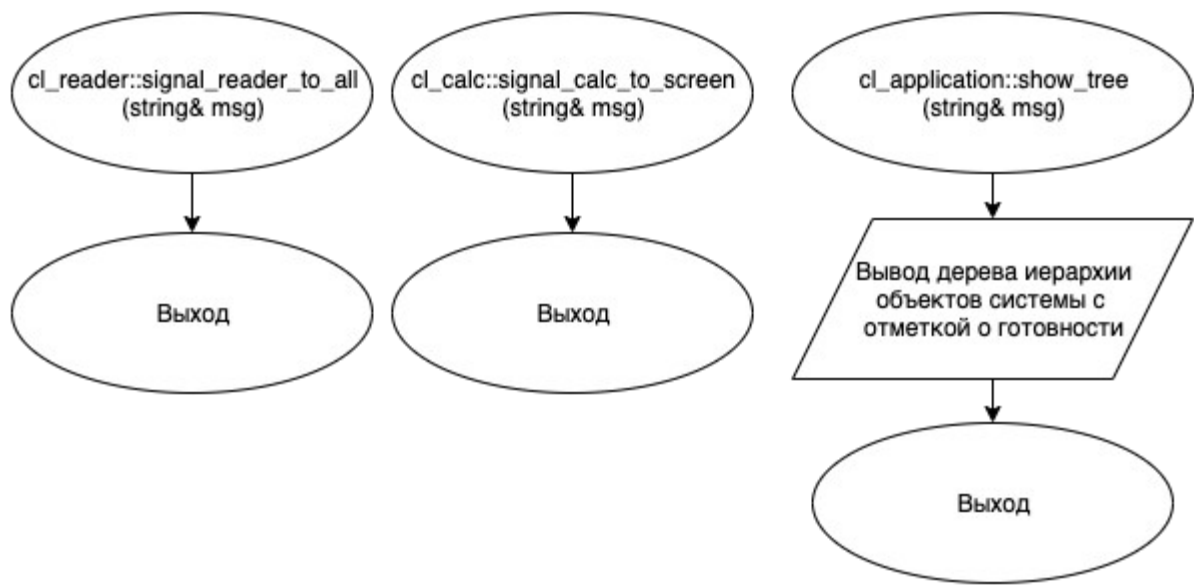 cl_reader::signal_reader_to_all
(string& msg)
Выход
cl_calc::signal_calc_to_screen
(string& msg)
Выход
cl_application::show_tree
(string& msg)
Вывод дерева иерархии
объектов системы с
отметкой о готовности
Выход